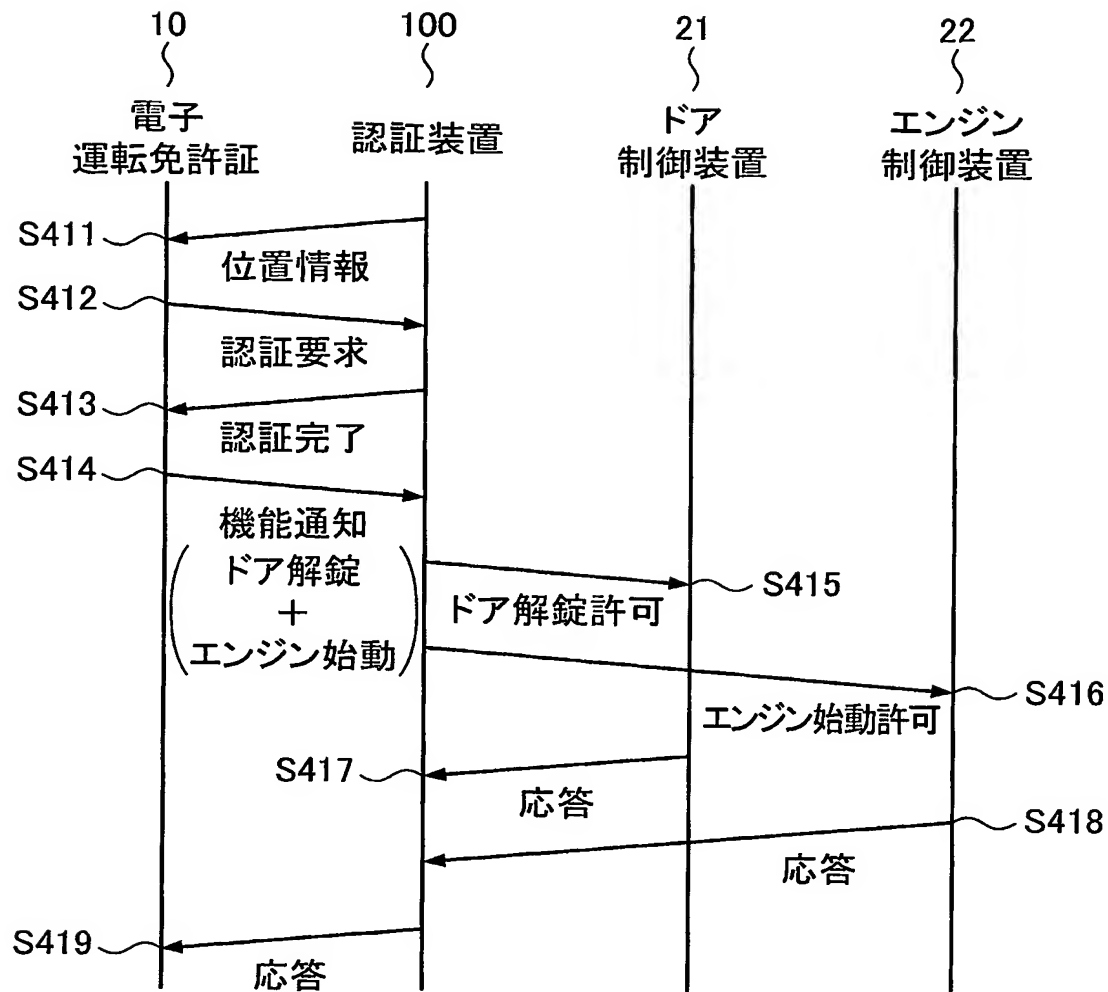 10
100
21
22
電子
運転免許証
認証装置
ドア
制御装置
エンジン
制御装置
S411
位置情報
S412
認証要求
S413
認証完了
S414
機能通知
ドア解錠
+
エンジン始動
S415
ドア解錠許可
S416
エンジン始動許可
S417
応答
S418
応答
S419
応答